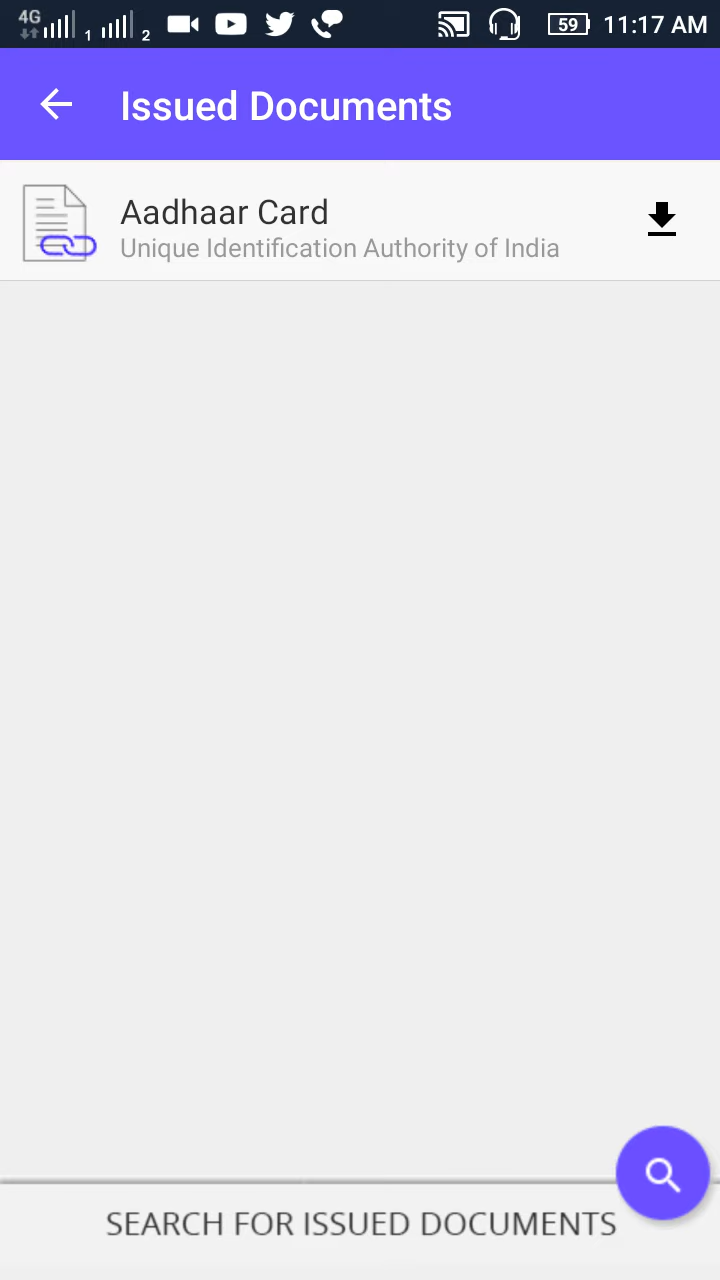 4G 1 2 59 11:17 AM
Issued Documents
Aadhaar Card
Unique Identification Authority of India
SEARCH FOR ISSUED DOCUMENTS